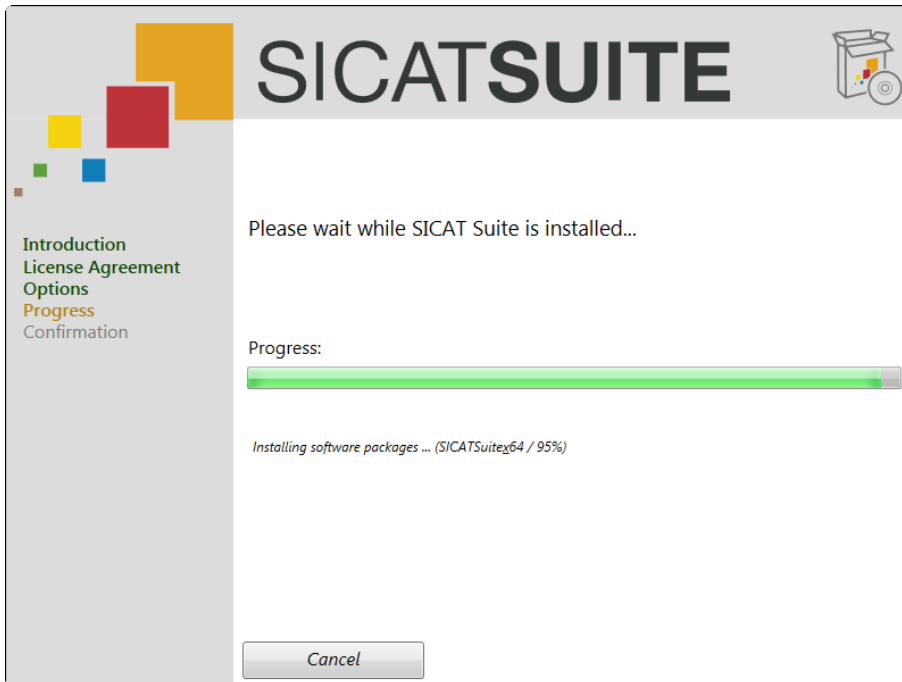 SICATSUITE
Introduction
License Agreement
Options
Progress
Confirmation
Please wait while SICAT Suite is installed...
Progress:
Installing software packages ... (SICATSuitex64 / 95%)
Cancel